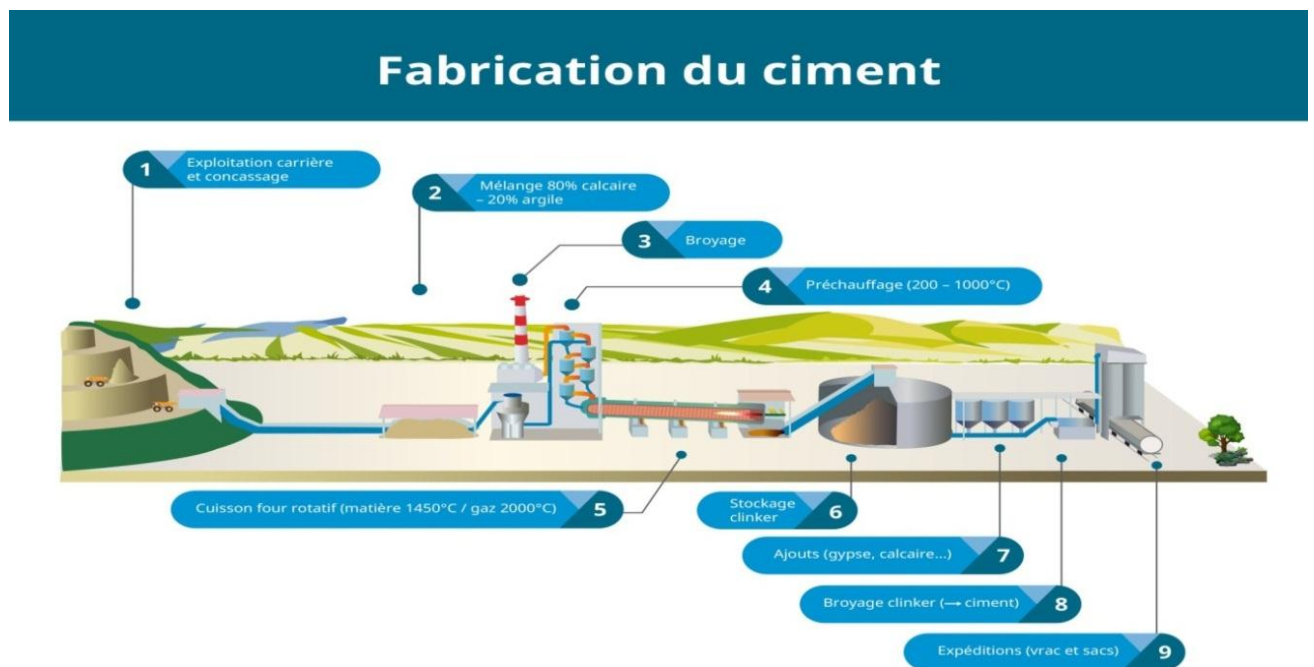 Fabrication du ciment
1 Exploitation carrière
et concassage
2 Mélange 80% calcaire
– 20% argile
3 Broyage
4 Préchauffage (200 – 1000°C)
Cuisson four rotatif (matière 1450°C / gaz 2000°C) 5
Stockage
clinker 6
Ajouts (gypse, calcaire...) 7
Broyage clinker (→ ciment) 8
Expéditions (vrac et sacs) 9